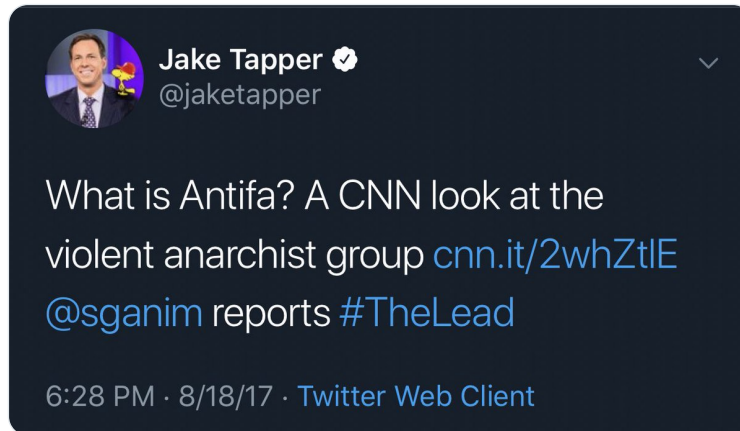 Jake Tapper
@jaketapper
What is Antifa? A CNN look at the
violent anarchist group cnn.it/2whZtlE
@sganim reports #TheLead
6:28 PM · 8/18/17 · Twitter Web Client